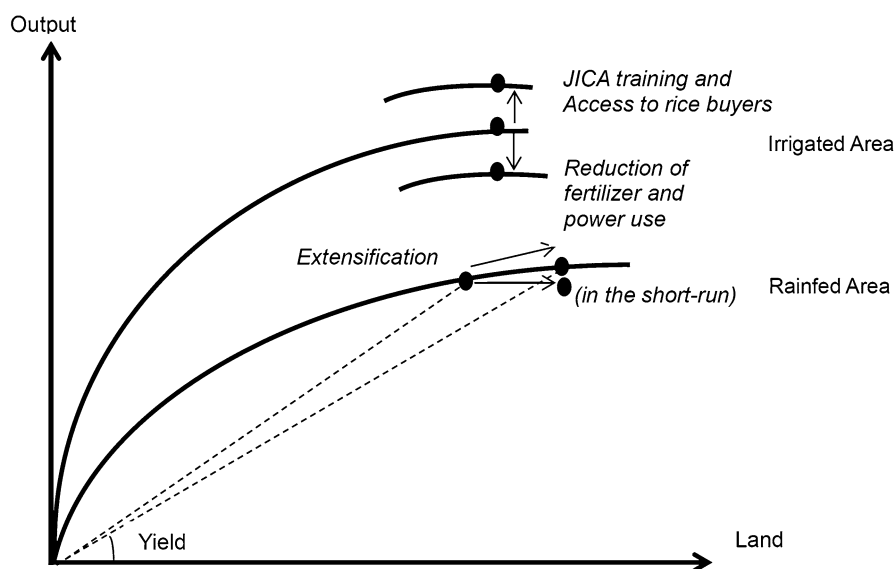 Output
JICA training and
Access to rice buyers
Irrigated Area
Reduction of
fertilizer and
power use
Extensification
(in the short-run)
Rainfed Area
Yield
Land